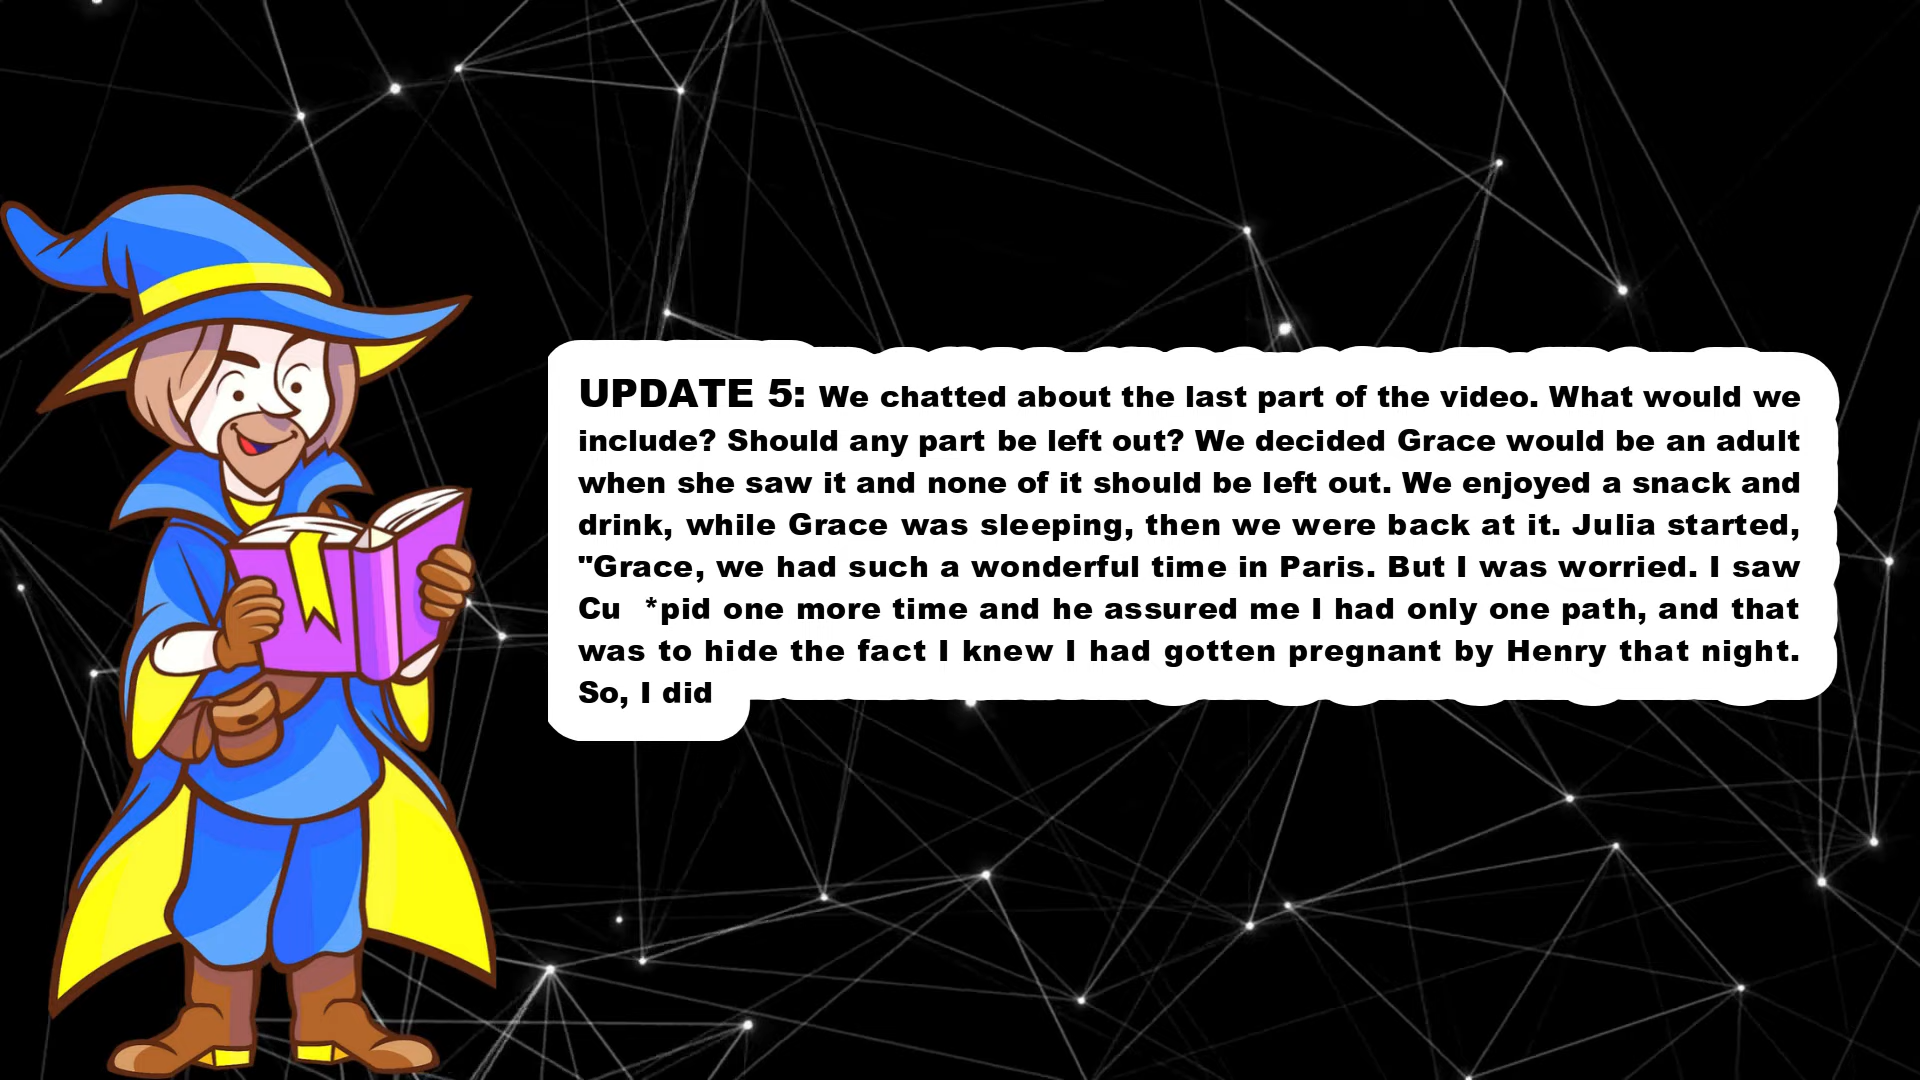 UPDATE 5: We chatted about the last part of the video. What would we
include? Should any part be left out? We decided Grace would be an adult
when she saw it and none of it should be left out. We enjoyed a snack and
drink, while Grace was sleeping, then we were back at it. Julia started,
"Grace, we had such a wonderful time in Paris. But I was worried. I saw
Cu *pid one more time and he assured me I had only one path, and that
was to hide the fact I knew I had gotten pregnant by Henry that night.
So, I did